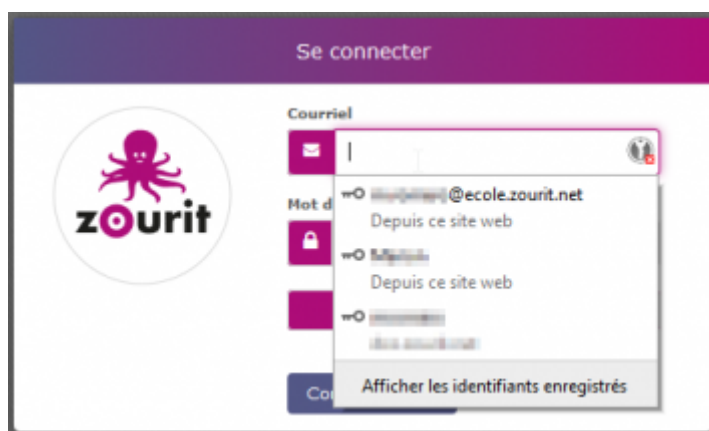 Se connecter
Courriel
zourit
@ecole.zourit.net
Mot d
Depuis ce site web
Depuis ce site web
Afficher les identifiants enregistrés
Co